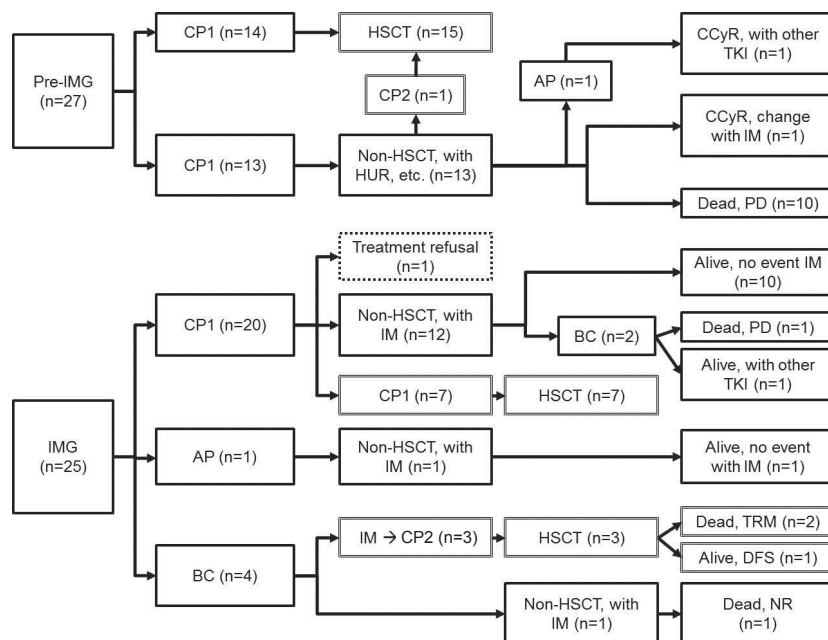 Pre-IMG
(n=27)
CP1 (n=14)
HSCT (n=15)
CP2 (n=1)
CP1 (n=13)
Non-HSCT, with
HUR, etc. (n=13)
AP (n=1)
CCyR, with other
TKI (n=1)
CCyR, change
with IM (n=1)
Dead, PD (n=10)
IMG
(n=25)
CP1 (n=20)
Treatment refusal
(n=1)
Non-HSCT, with
IM (n=12)
Alive, no event IM
(n=10)
BC (n=2)
Dead, PD (n=1)
Alive, with other
TKI (n=1)
CP1 (n=7)
HSCT (n=7)
AP (n=1)
Non-HSCT, with
IM (n=1)
Alive, no event
with IM (n=1)
BC (n=4)
IM → CP2 (n=3)
HSCT (n=3)
Dead, TRM (n=2)
Alive, DFS (n=1)
Non-HSCT, with
IM (n=1)
Dead, NR
(n=1)